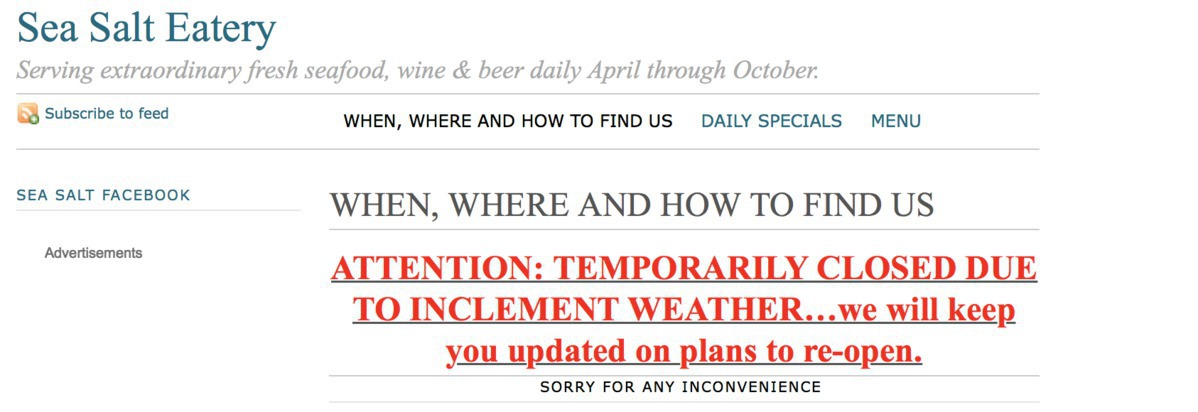 Sea Salt Eatery
Serving extraordinary fresh seafood, wine & beer daily April through October.
Subscribe to feed
WHEN, WHERE AND HOW TO FIND US DAILY SPECIALS MENU
SEA SALT FACEBOOK
Advertisements
WHEN, WHERE AND HOW TO FIND US
ATTENTION: TEMPORARILY CLOSED DUE
TO INCLEMENT WEATHER...we will keep
you updated on plans to re-open.
SORRY FOR ANY INCONVENIENCE